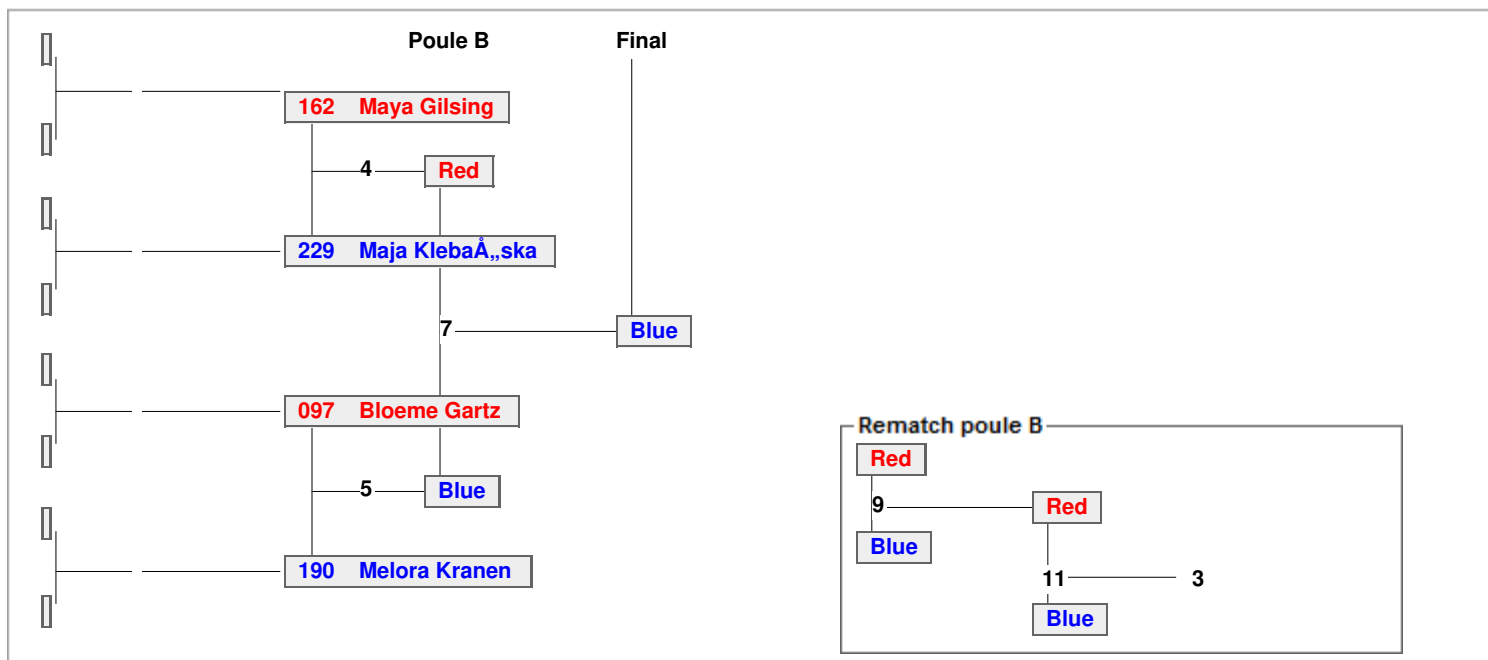 Poule B Final
162 Maya Gilsing
4 Red
229 Maja KlebaÅ„ska
7 Blue
097 Bloeme Gartz
5 Blue
190 Melora Kranen
Rematch poule B
Red
9 Red
Blue
11 3
Blue